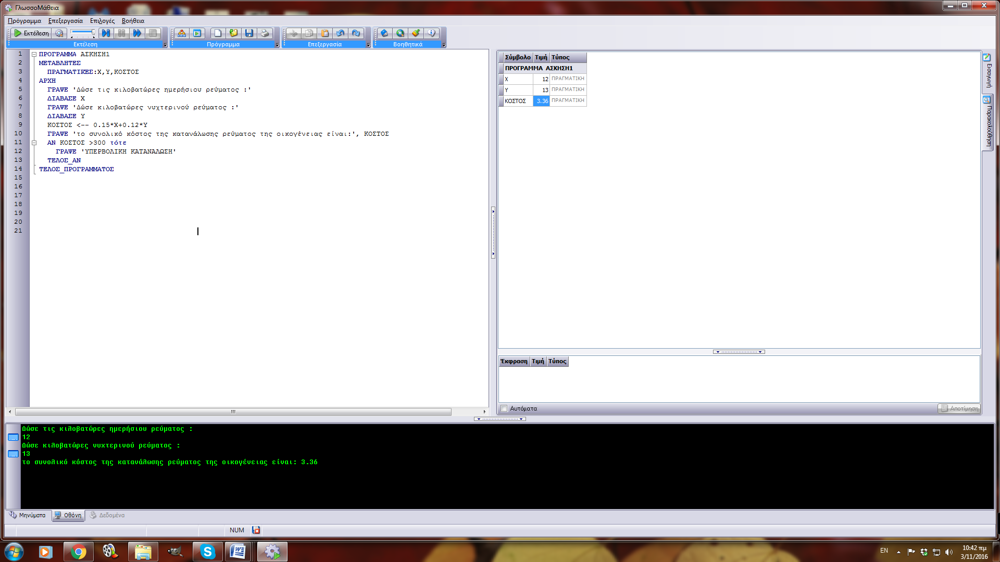 ΓλωσσοΜάθεια
Πρόγραμμα Επεξεργασία Επιλογές Βοήθεια
Εκτέλεση
Εκτέλεση Πρόγραμμα Επεξεργασία Βοηθητικά
1 ΠΡΟΓΡΑΜΜΑ ΑΣΚΗΣΗ1
2 ΜΕΤΑΒΛΗΤΕΣ
3 ΠΡΑΓΜΑΤΙΚΕΣ:Χ,Υ,ΚΟΣΤΟΣ
4 ΑΡΧΗ
5 ΓΡΑΨΕ 'Δώσε τις κιλοβατώρες ημερήσιου ρεύματος :'
6 ΔΙΑΒΑΣΕ Χ
7 ΓΡΑΨΕ 'Δώσε κιλοβατώρες νυχτερινού ρεύματος :'
8 ΔΙΑΒΑΣΕ Υ
9 ΚΟΣΤΟΣ <-- 0.15*Χ+0.12*Υ
10 ΓΡΑΨΕ 'το συνολικό κόστος της κατανάλωσης ρεύματος της οικογένειας είναι:', ΚΟΣΤΟΣ
11 ΑΝ ΚΟΣΤΟΣ >300 τότε
12 ΓΡΑΨΕ 'ΥΠΕΡΒΟΛΙΚΗ ΚΑΤΑΝΑΛΩΣΗ'
13 ΤΕΛΟΣ_ΑΝ
14 ΤΕΛΟΣ_ΠΡΟΓΡΑΜΜΑΤΟΣ
15
16
17
18
19
20
21
Σύμβολο Τιμή Τύπος
ΠΡΟΓΡΑΜΜΑ ΑΣΚΗΣΗ1
Χ 12 ΠΡΑΓΜΑΤΙΚΗ
Υ 13 ΠΡΑΓΜΑΤΙΚΗ
ΚΟΣΤΟΣ 3.36 ΠΡΑΓΜΑΤΙΚΗ
Εισαγωγή
Παρακολούθηση
Έκφραση Τιμή Τύπος
Αυτόματα Αποτίμηση
Δώσε τις κιλοβατώρες ημερήσιου ρεύματος :
12
Δώσε κιλοβατώρες νυχτερινού ρεύματος :
13
το συνολικό κόστος της κατανάλωσης ρεύματος της οικογένειας είναι: 3.36
Μηνύματα Οθόνη Δεδομένα
NUM
EN 10:42 πμ
3/11/2016